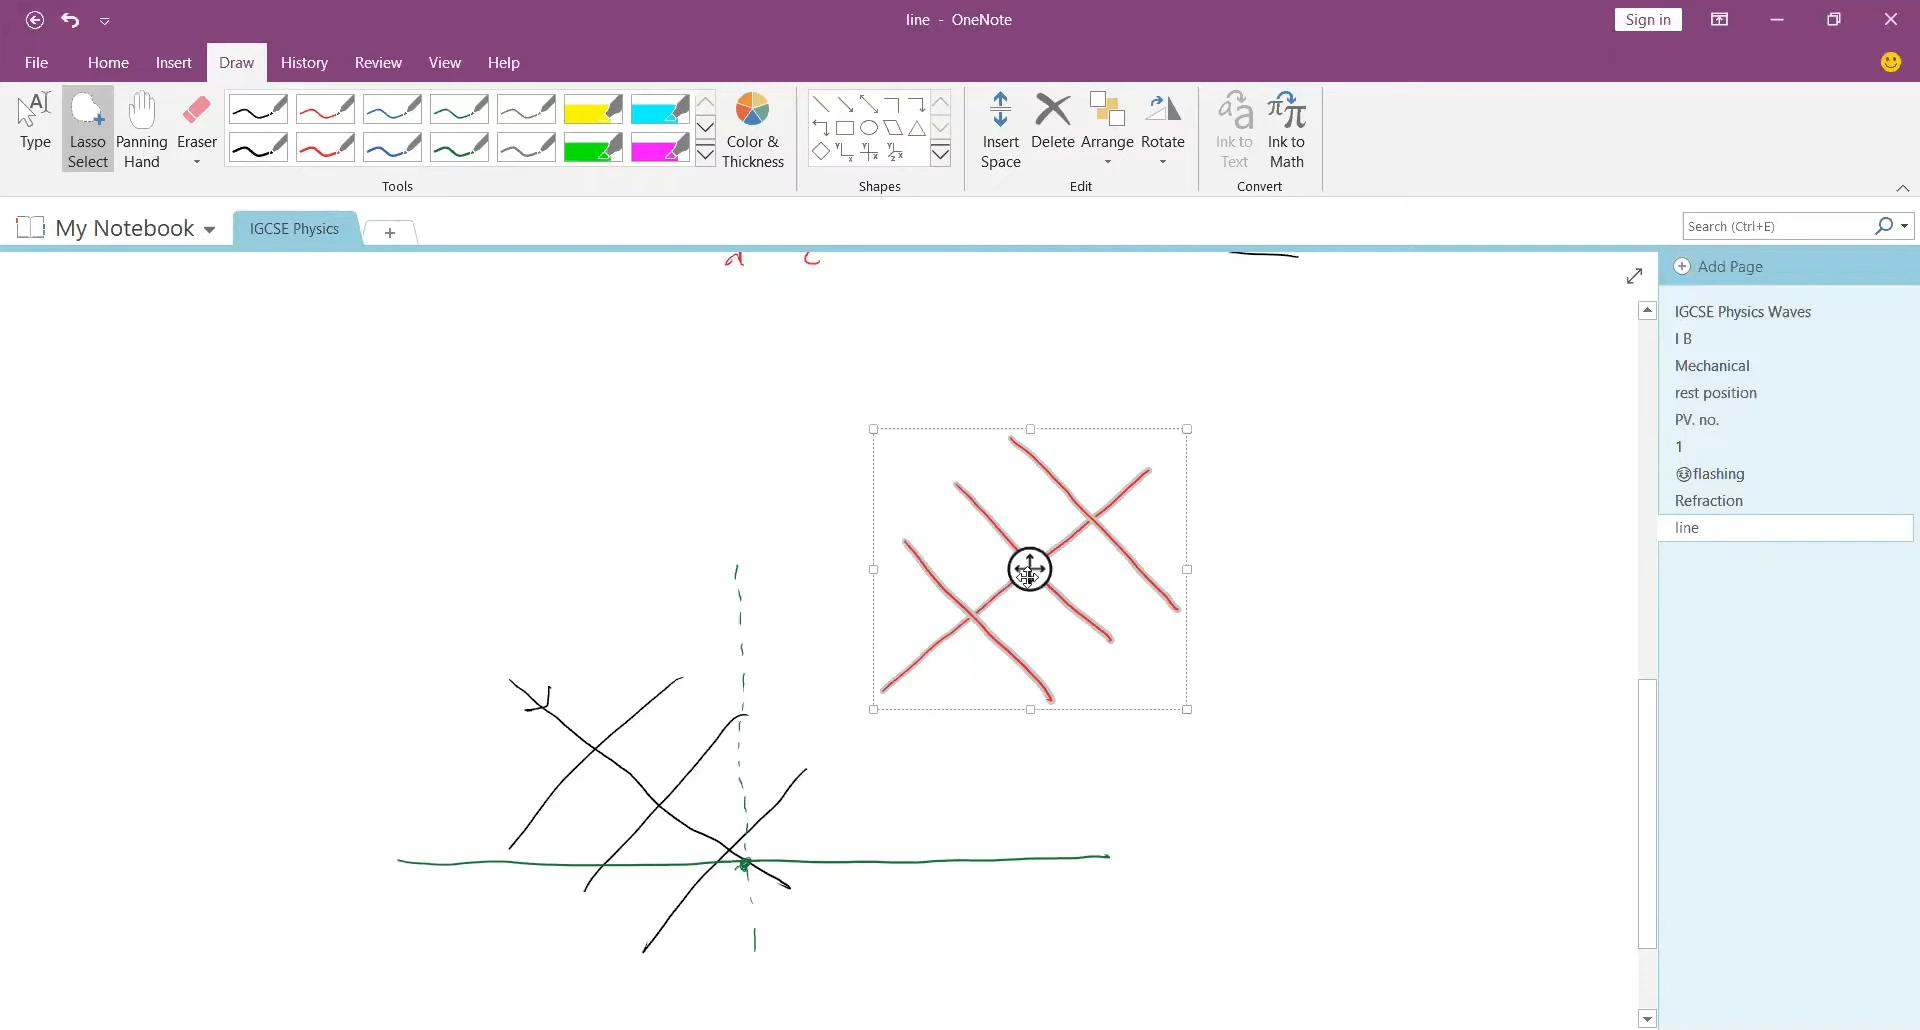 line - OneNote
Sign in
File Home Insert Draw History Review View Help
Type
Lasso Select
Panning Hand
Eraser
Color & Thickness
Insert Space
Delete
Arrange
Rotate
Ink to Text
Ink to Math
Tools
Shapes
Edit
Convert
My Notebook
IGCSE Physics
Search (Ctrl+E)
Add Page
IGCSE Physics Waves
I B
Mechanical
rest position
PV. no.
1
flashing
Refraction
line